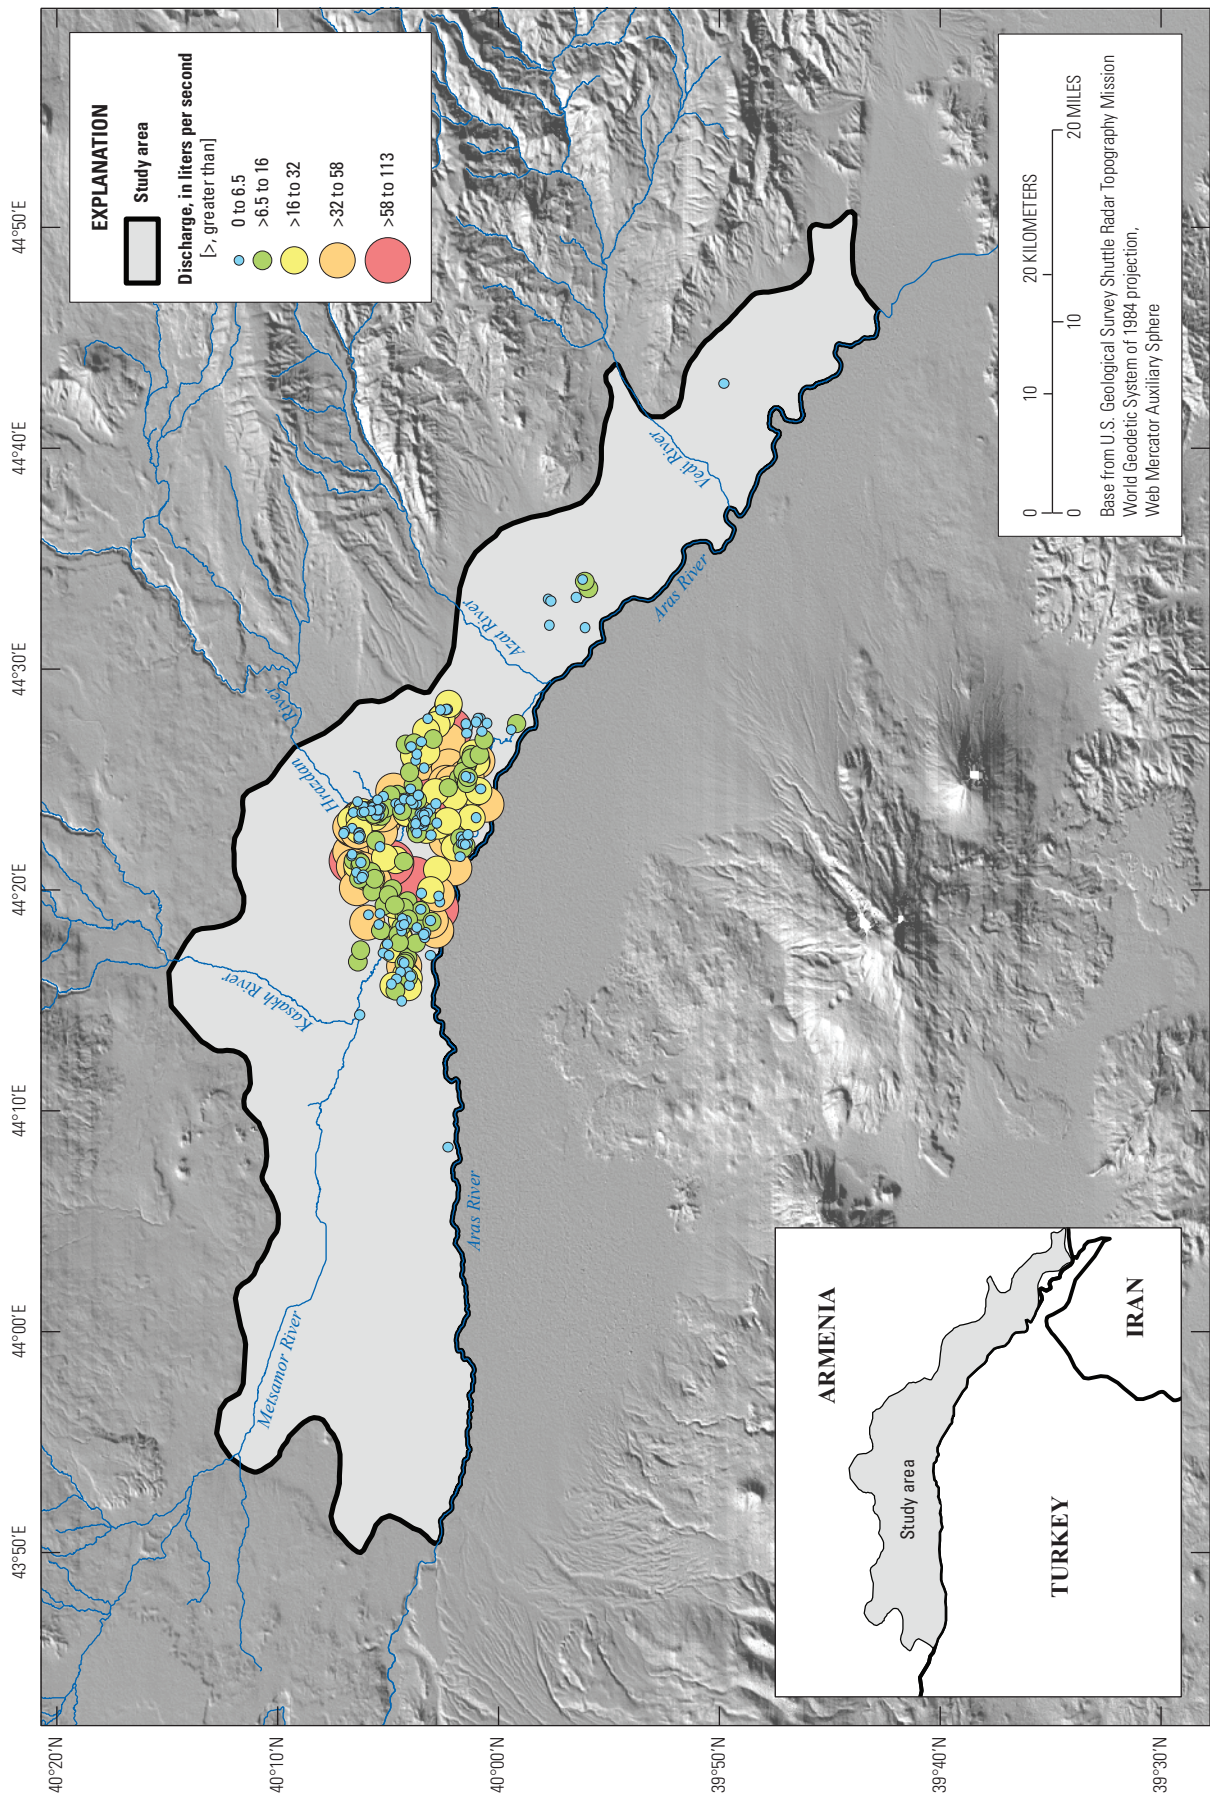 43°50'E
44°00'E
44°10'E
44°20'E
44°30'E
44°40'E
44°50'E
40°20'N
40°10'N
40°00'N
39°50'N
39°40'N
39°30'N
EXPLANATION
Study area
Discharge, in liters per second
[>, greater than]
0 to 6.5
>6.5 to 16
>16 to 32
>32 to 58
>58 to 113
Metsamor River
Kasakh River
Hrazdan
River
Azat River
Vedi River
Aras River
Aras River
ARMENIA
Study area
TURKEY
IRAN
0 10 20 KILOMETERS
0 10 20 MILES
Base from U.S. Geological Survey Shuttle Radar Topography Mission
World Geodetic System of 1984 projection,
Web Mercator Auxiliary Sphere